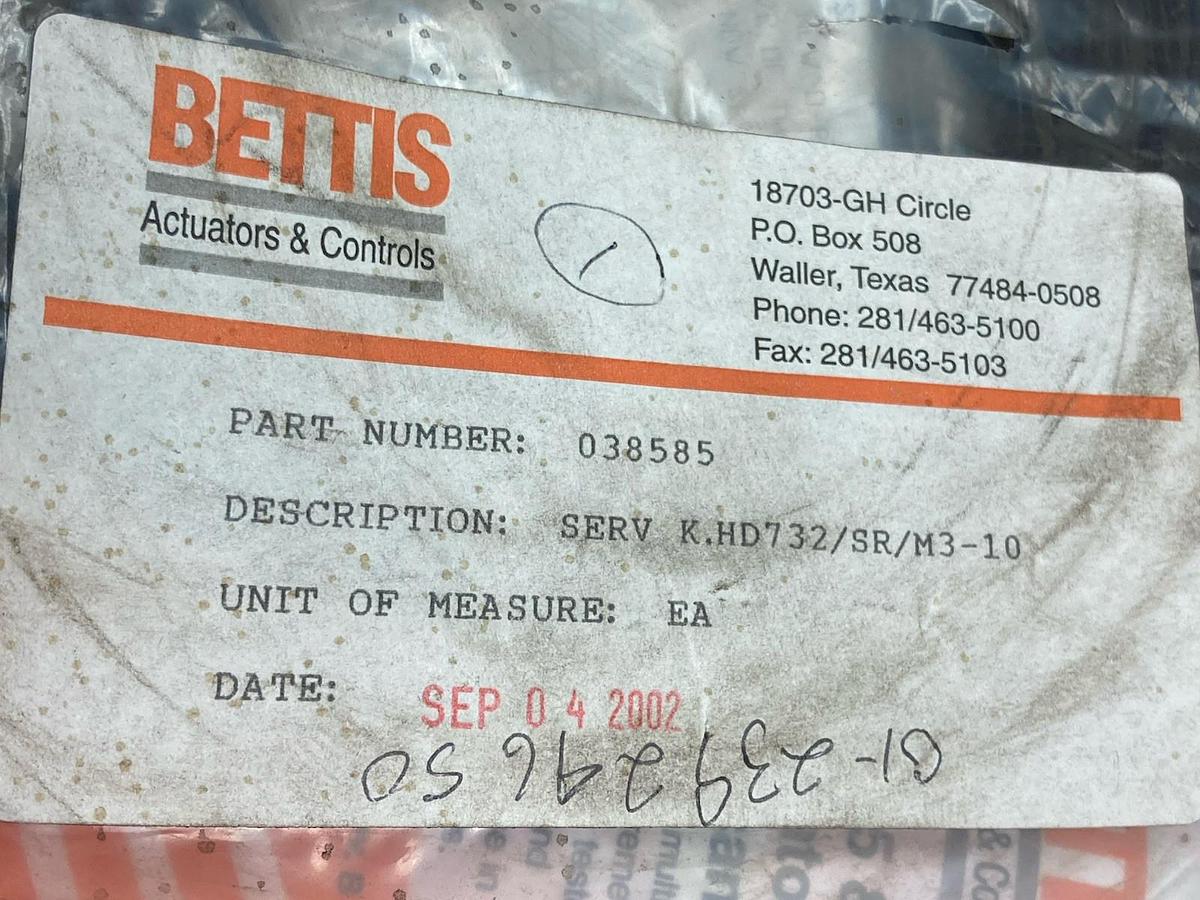 BETTIS
Actuators & Controls
1
18703-GH Circle
P.O. Box 508
Waller, Texas 77484-0508
Phone: 281/463-5100
Fax: 281/463-5103
PART NUMBER: 038585
DESCRIPTION: SERV K.HD732/SR/M3-10
UNIT OF MEASURE: EA
DATE: SEP 04 2002